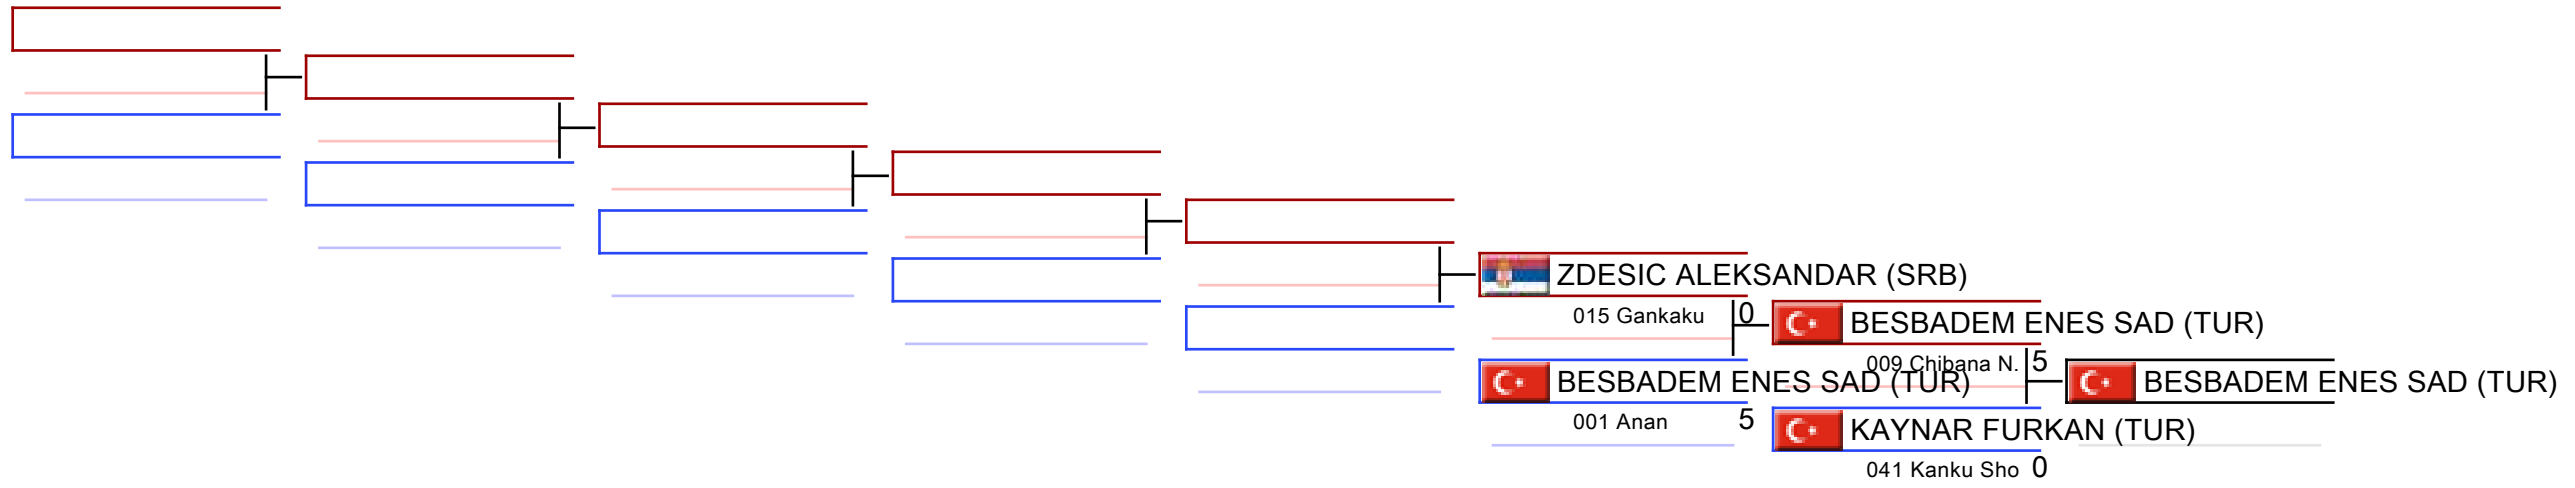 ZDESIC ALEKSANDAR (SRB)
015 Gankaku 0
BESBADEM ENES SAD (TUR)
001 Anan 5
BESBADEM ENES SAD (TUR)
009 Chibana N. 5
KAYNAR FURKAN (TUR)
041 Kanku Sho 0
BESBADEM ENES SAD (TUR)